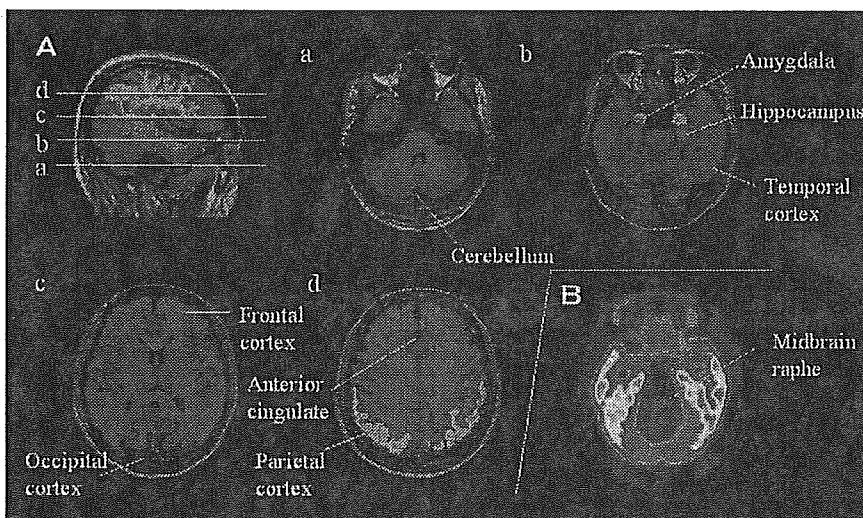 A
d
c
b
a
a
Cerebellum
b
Amygdala
Hippocampus
Temporal
cortex
c
Frontal
cortex
Occipital
cortex
d
Anterior
cingulate
Parietal
cortex
B
Midbrain
raphe